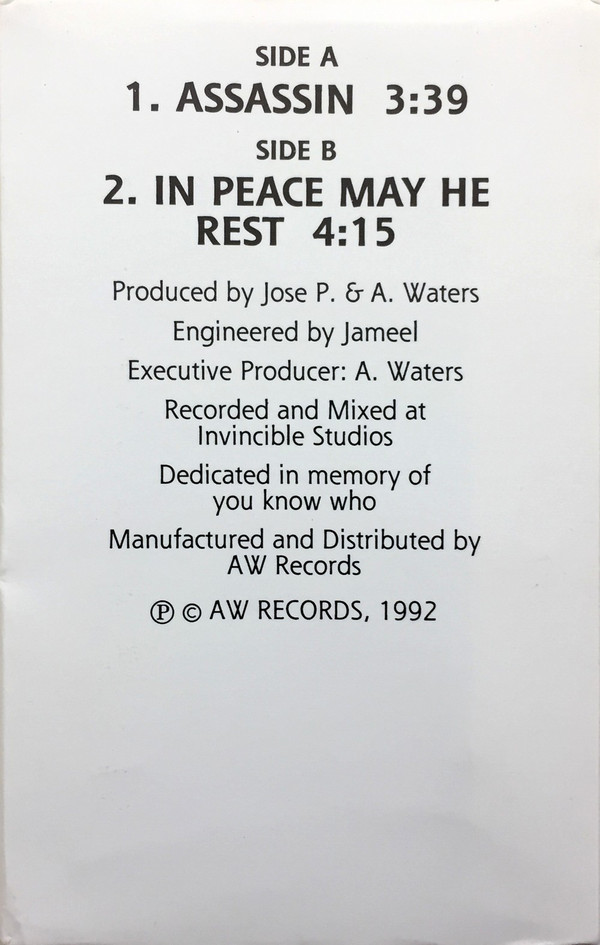 SIDE A
1. ASSASSIN 3:39
SIDE B
2. IN PEACE MAY HE
REST 4:15
Produced by Jose P. & A. Waters
Engineered by Jameel
Executive Producer: A. Waters
Recorded and Mixed at
Invincible Studios
Dedicated in memory of
you know who
Manufactured and Distributed by
AW Records
℗ © AW RECORDS, 1992